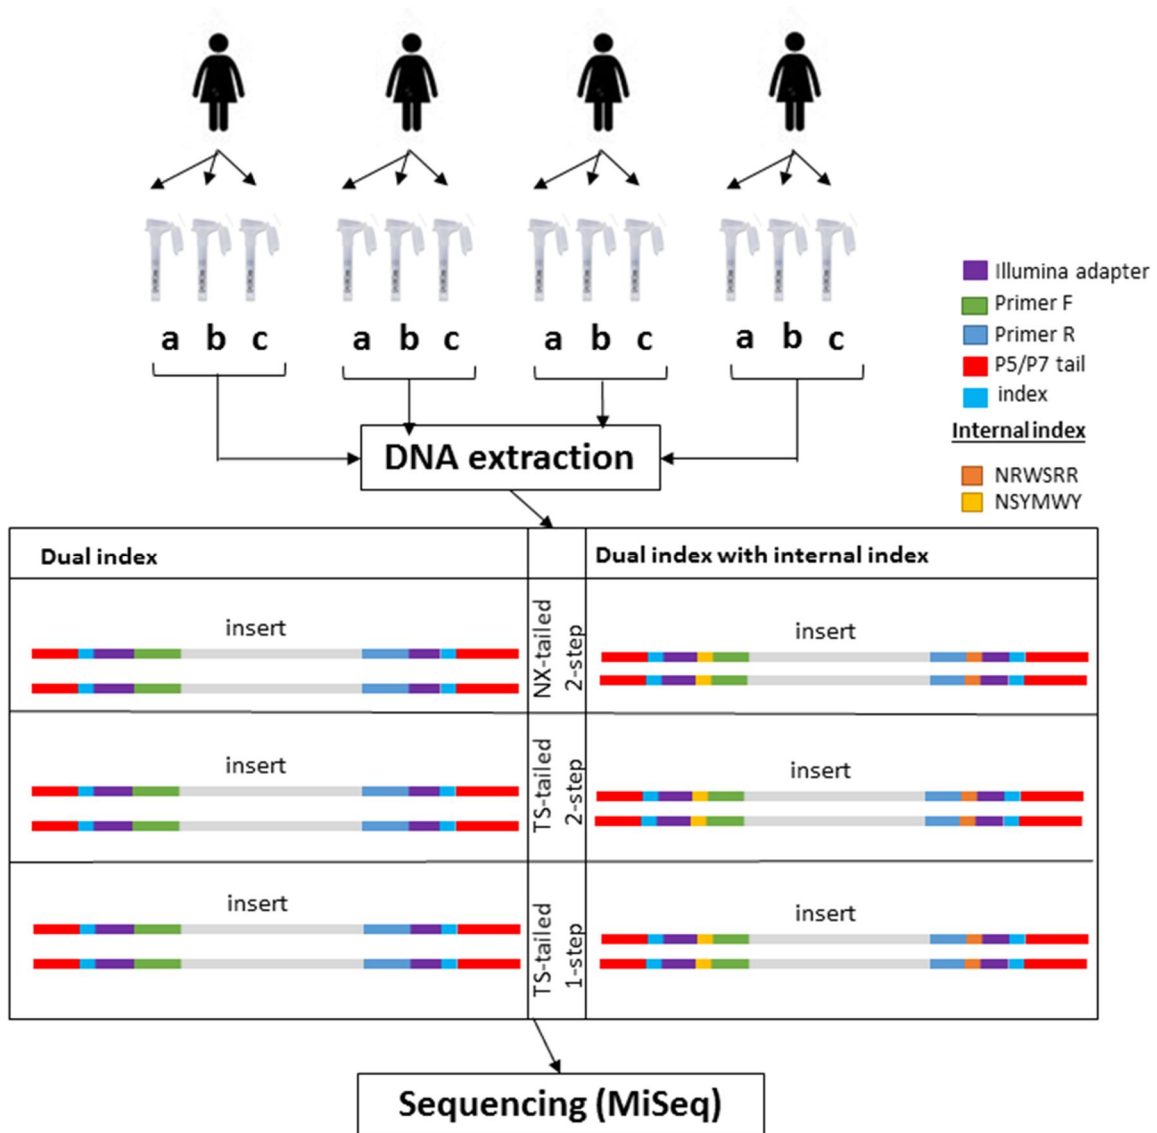 a b c
a b c
a b c
a b c
Illumina adapter
Primer F
Primer R
P5/P7 tail
index
Internal index
NRWSRR
NSYMWY
DNA extraction
Dual index
Dual index with internal index
insert
NX-tailed
2-step
insert
insert
TS-tailed
2-step
insert
insert
TS-tailed
1-step
insert
Sequencing (MiSeq)